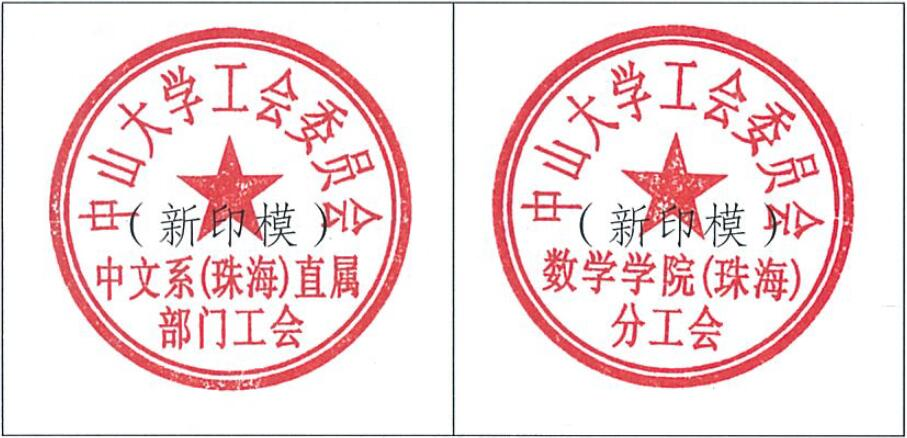 中山大学工会委员会
（新印模）
中文系(珠海)直属
部门工会
中山大学工会委员会
（新印模）
数学学院(珠海)
分工会